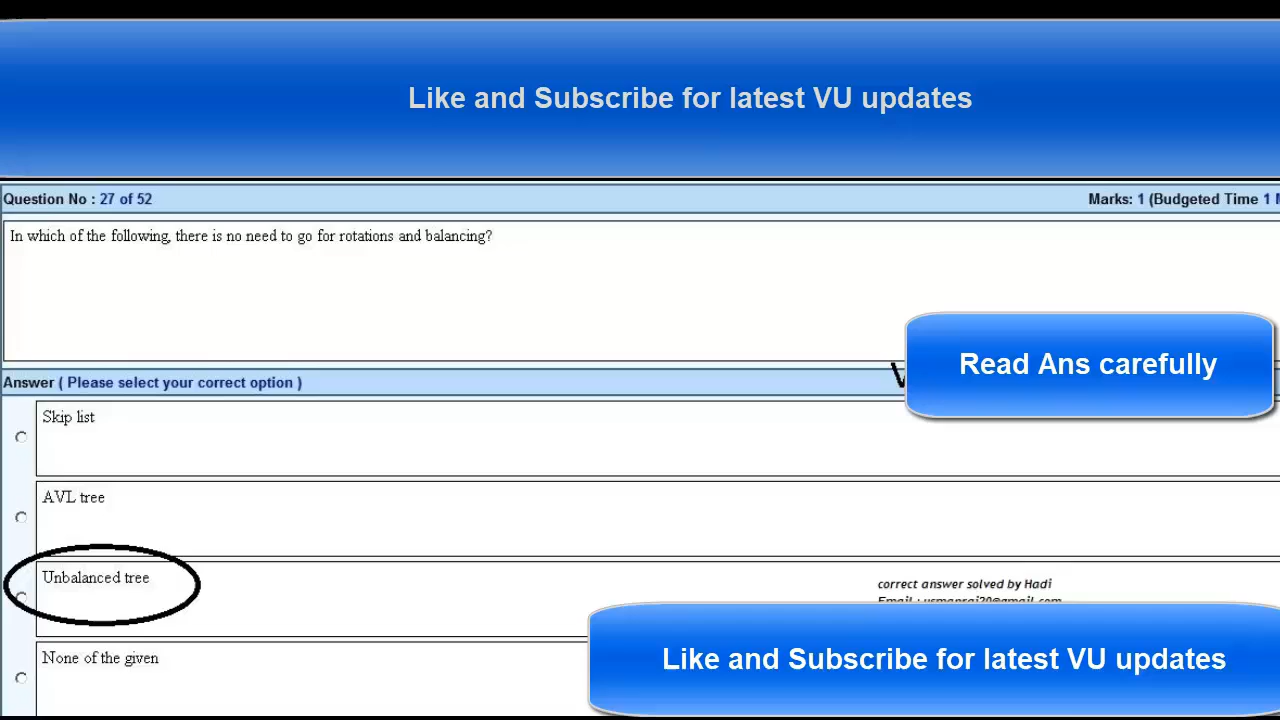 Like and Subscribe for latest VU updates
Question No : 27 of 52
Marks: 1 (Budgeted Time 1
In which of the following, there is no need to go for rotations and balancing?
Read Ans carefully
Answer ( Please select your correct option )
Skip list
AVL tree
Unbalanced tree
correct answer solved by Hadi
Like and Subscribe for latest VU updates
None of the given